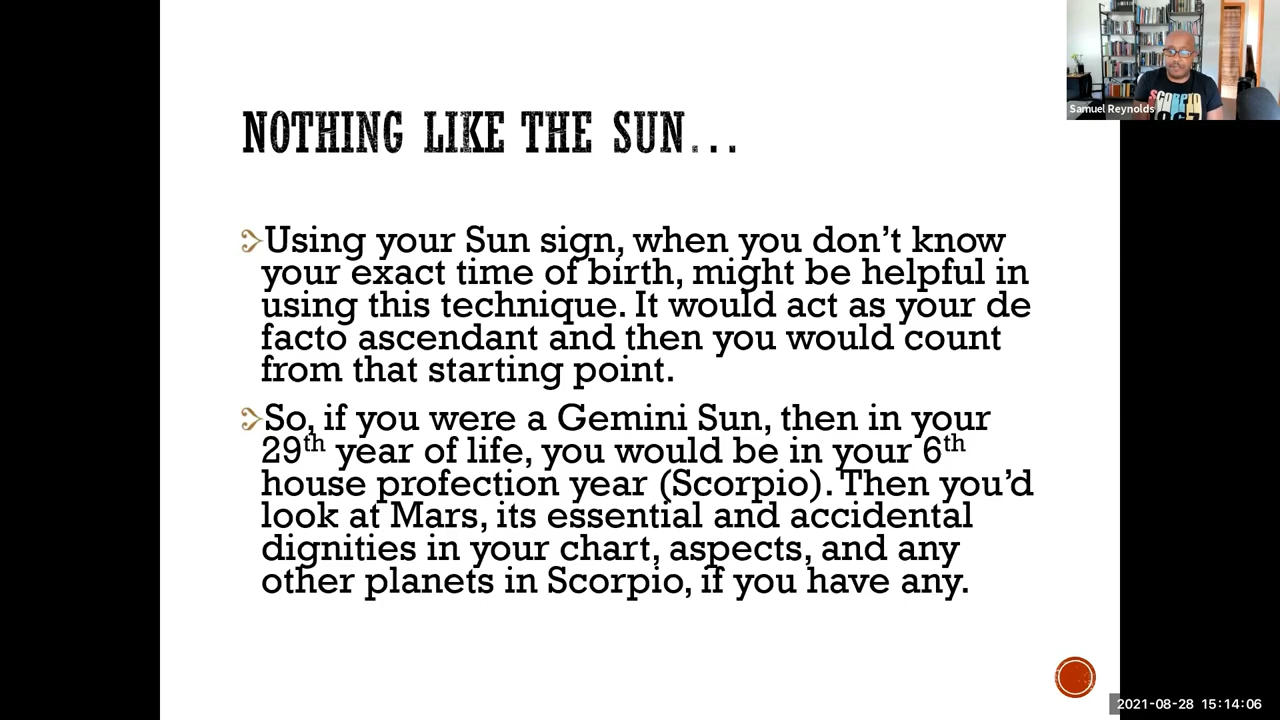 NOTHING LIKE THE SUN...
Using your Sun sign, when you don't know
your exact time of birth, might be helpful in
using this technique. It would act as your de
facto ascendant and then you would count
from that starting point.
So, if you were a Gemini Sun, then in your
29th year of life, you would be in your 6th
house profection year (Scorpio). Then you'd
look at Mars, its essential and accidental
dignities in your chart, aspects, and any
other planets in Scorpio, if you have any.
SCORPIO
Samuel Reynolds
2021-08-28 15:14:06